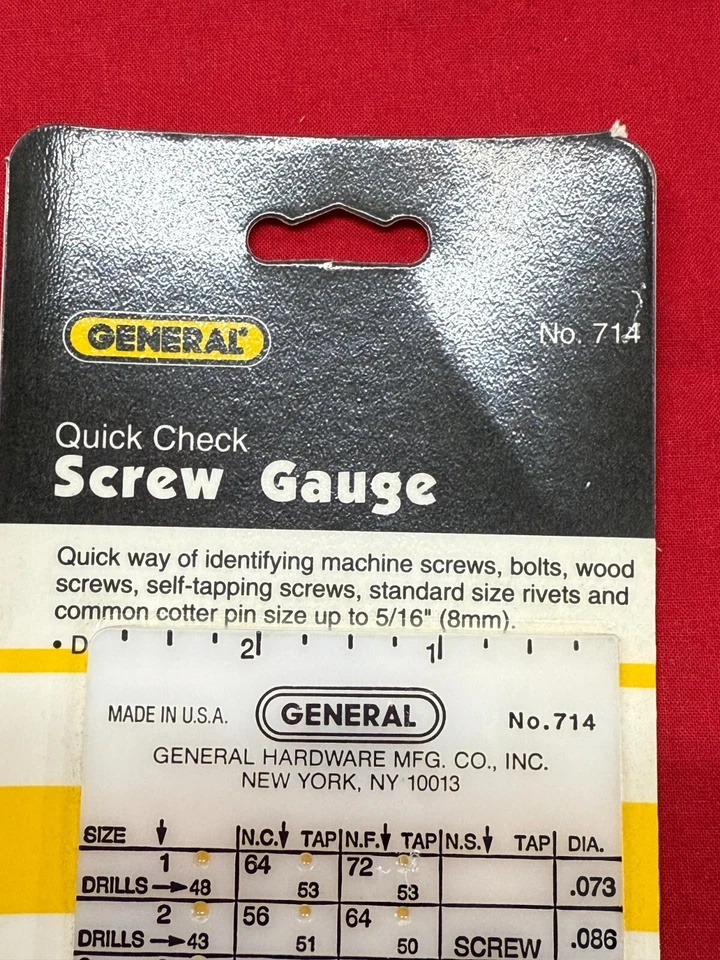 GENERAL
No. 714
Quick Check
Screw Gauge
Quick way of identifying machine screws, bolts, wood
screws, self-tapping screws, standard size rivets and
common cotter pin size up to 5/16" (8mm).
• D
2 1
MADE IN U.S.A. GENERAL No.714
GENERAL HARDWARE MFG. CO., INC.
NEW YORK, NY 10013
SIZE N.C. TAP N.F. TAP N.S. TAP DIA.
1 64 72
DRILLS 48 53 53 .073
2 56 64
DRILLS 43 51 50 SCREW .086